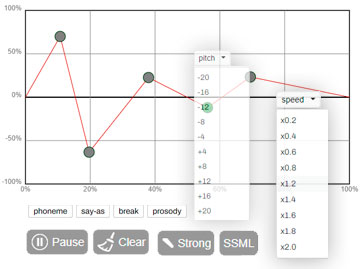 100%
50%
0%
-50%
-100%
0%
20%
40%
60%
80%
100%
pitch
-20
-16
-12
-8
-4
+4
+8
+12
+16
+20
speed
x0.2
x0.4
x0.6
x0.8
x1.2
x1.4
x1.6
x1.8
x2.0
phoneme say-as break prosody
Pause Clear Strong SSML